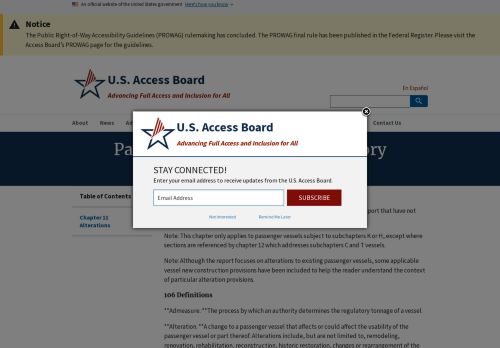 An official website of the United States government Here's how you know
Notice
The Public Right-of-Way Accessibility Guidelines (PROWAG) rulemaking has concluded. The PROWAG final rule has been published in the Federal Register. Please visit the
Access Board's PROWAG page for the guidelines.
U.S. Access Board
Advancing Full Access and Inclusion for All
En Español
About News Contact Us
U.S. Access Board
Advancing Full Access and Inclusion for All
STAY CONNECTED!
Enter your email address to receive updates from the U.S. Access Board.
Email Address SUBSCRIBE
Not Interested Remind Me Later
Table of Contents
Chapter 11
Alterations
port that have not
Note: This chapter only applies to passenger vessels subject to subchapters K or H, except where
sections are referenced by chapter 12 which addresses subchapters C and T vessels.
Note: Although the report focuses on alterations to existing passenger vessels, some applicable
vessel new construction provisions have been included to help the reader understand the context
of particular alteration provisions.
106 Definitions
**Admeasure. **The process by which an authority determines the regulatory tonnage of a vessel.
**Alteration. **A change to a passenger vessel that affects or could affect the usability of the
passenger vessel or part thereof. Alterations include, but are not limited to, remodeling,
renovation, rehabilitation, reconstruction, historic restoration, changes or rearrangement of the